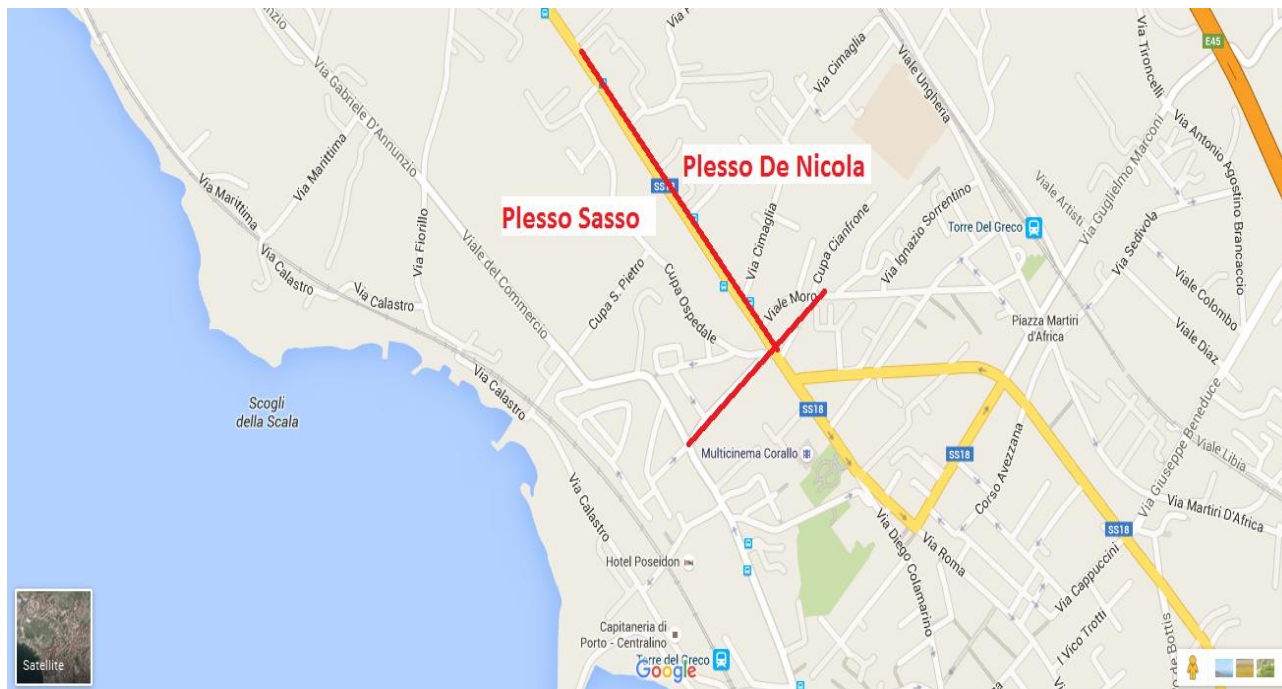 E45
Via Tironcelli
Via Cimaglia
Viale Ungheria
Via Gabriele D'Annunzio
Via Guglielmo Marconi
Via Antonio Agostino Brancaccio
Plesso De Nicola
Via Marittima
Via Marittima
SS18
Viale Artisti
Via Ignazio Sorrentino
Plesso Sasso
Cupa Cianfrone
Via Cimaglia
Torre Del Greco
Via Sedivola
Via Fiorillo
Viale del Commercio
Via Calastro
Via Calastro
Cupa S. Pietro
Cupa Ospedale
Viale Moro
Viale Colombo
Piazza Martiri
d'Africa
Viale Diaz
Scogli
della Scala
Via Calastro
SS18
Via Giuseppe Beneduce
Multicinema Corallo
SS18
Corso Avezzana
Viale Libia
Via Calastro
Via Martiri D'Africa
SS18
Via Diego Colamarino
Via Roma
Hotel Poseidon
Via Cappuccini
I Vico Trotti
Capitaneria di
Porto - Centralino
Torre del Greco
Google
Satellite